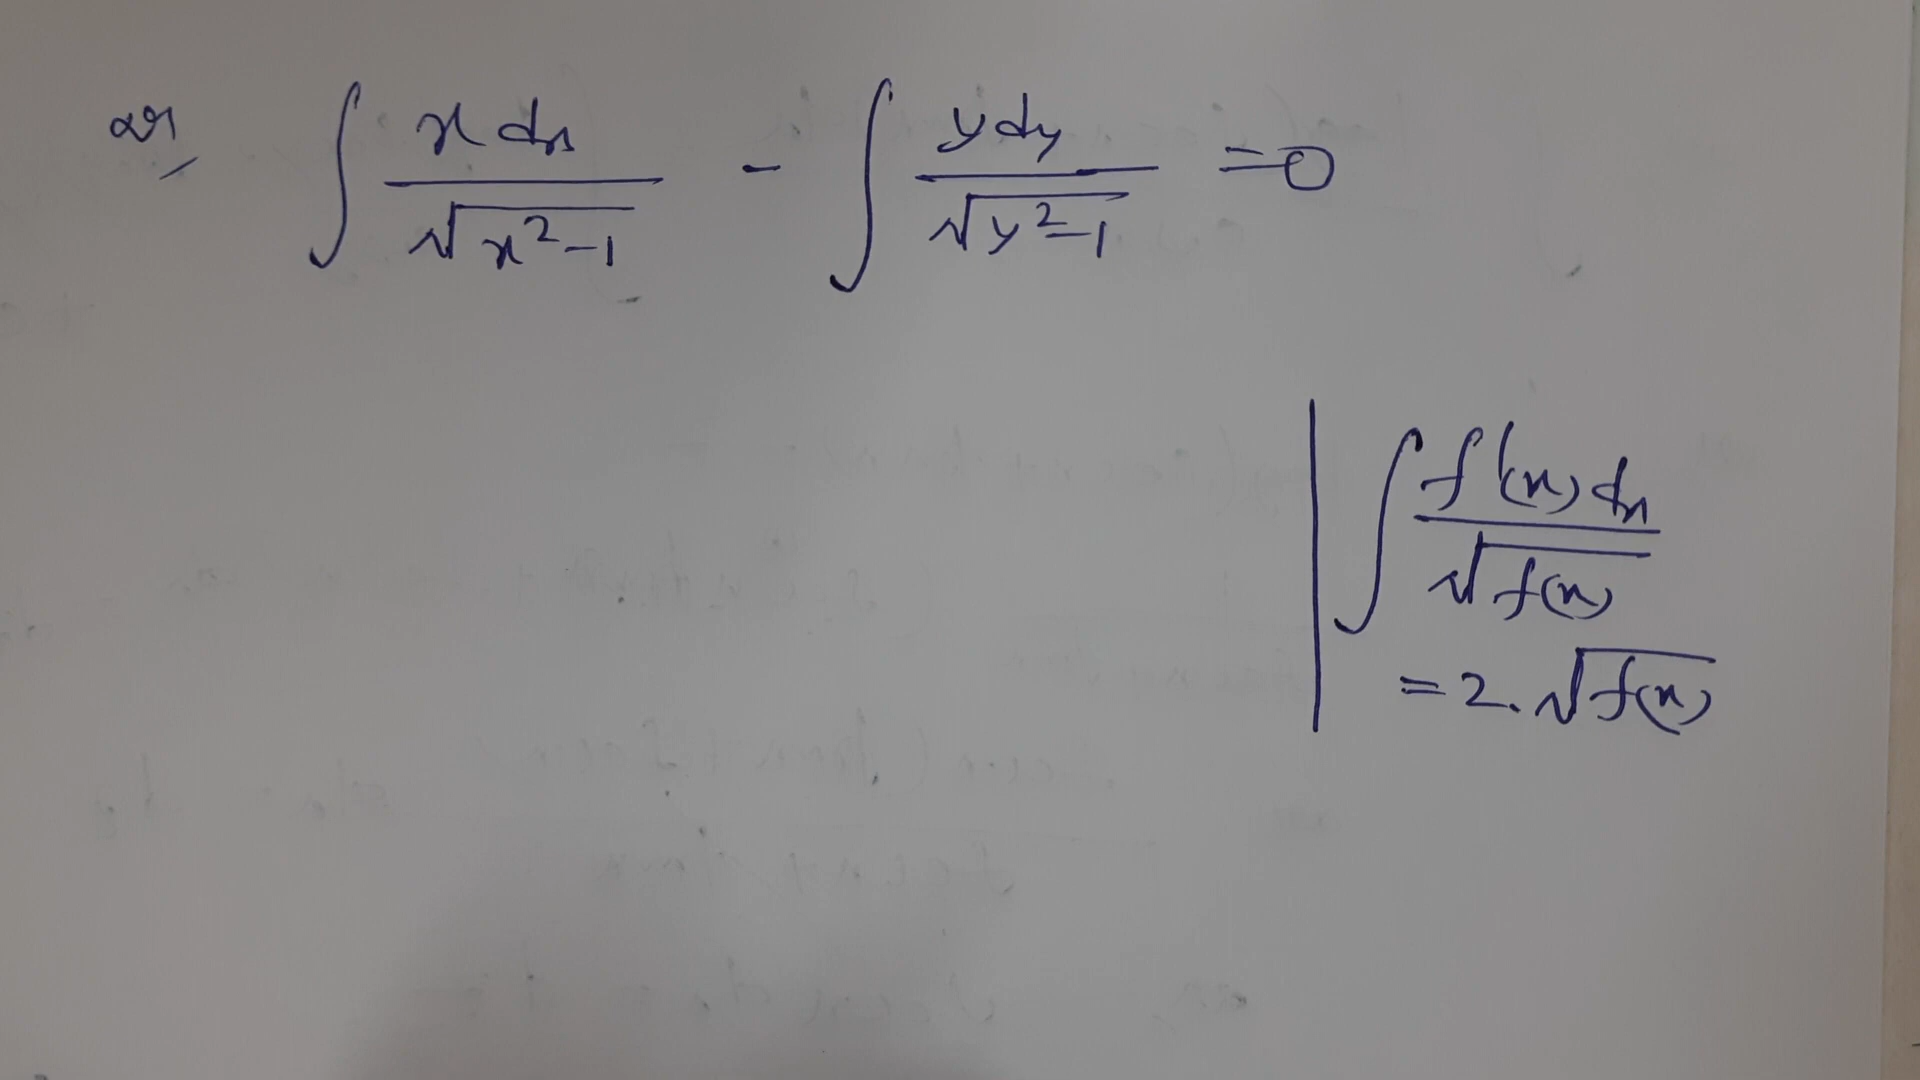 or, ∫ x dx / √(x²-1) - ∫ y dy / √(y²-1) = 0
∫ f'(x) dx / √f(x)
= 2. √f(x)